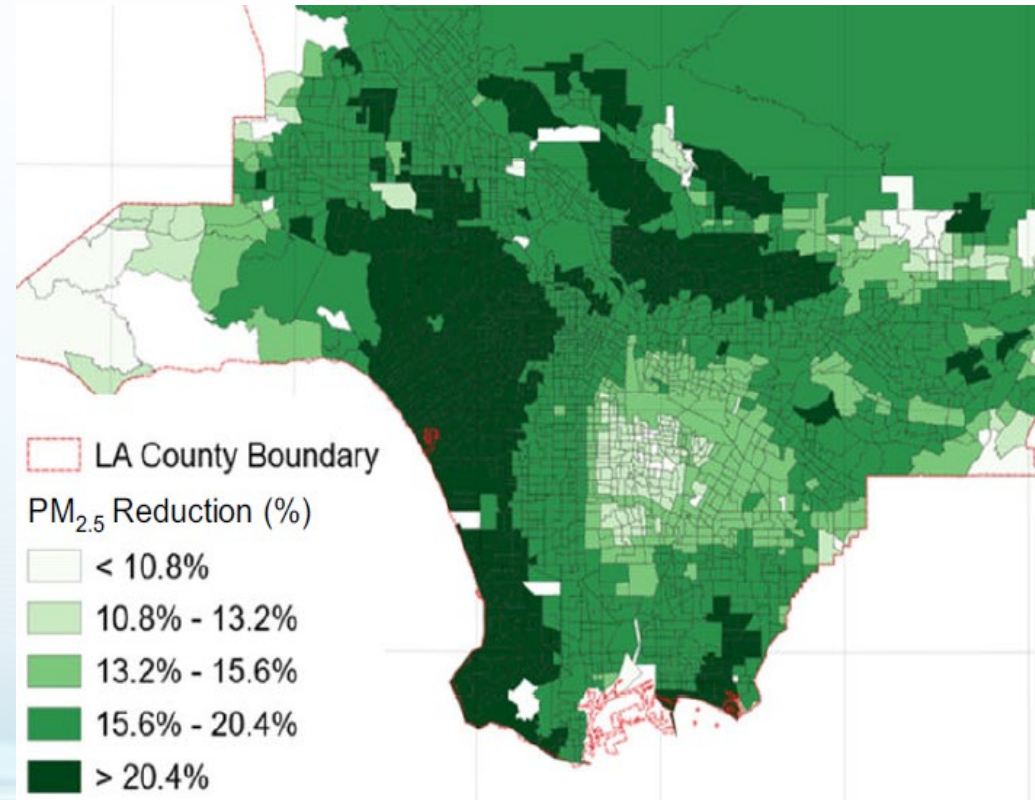 LA County Boundary
PM2.5 Reduction (%)
< 10.8%
10.8% - 13.2%
13.2% - 15.6%
15.6% - 20.4%
> 20.4%